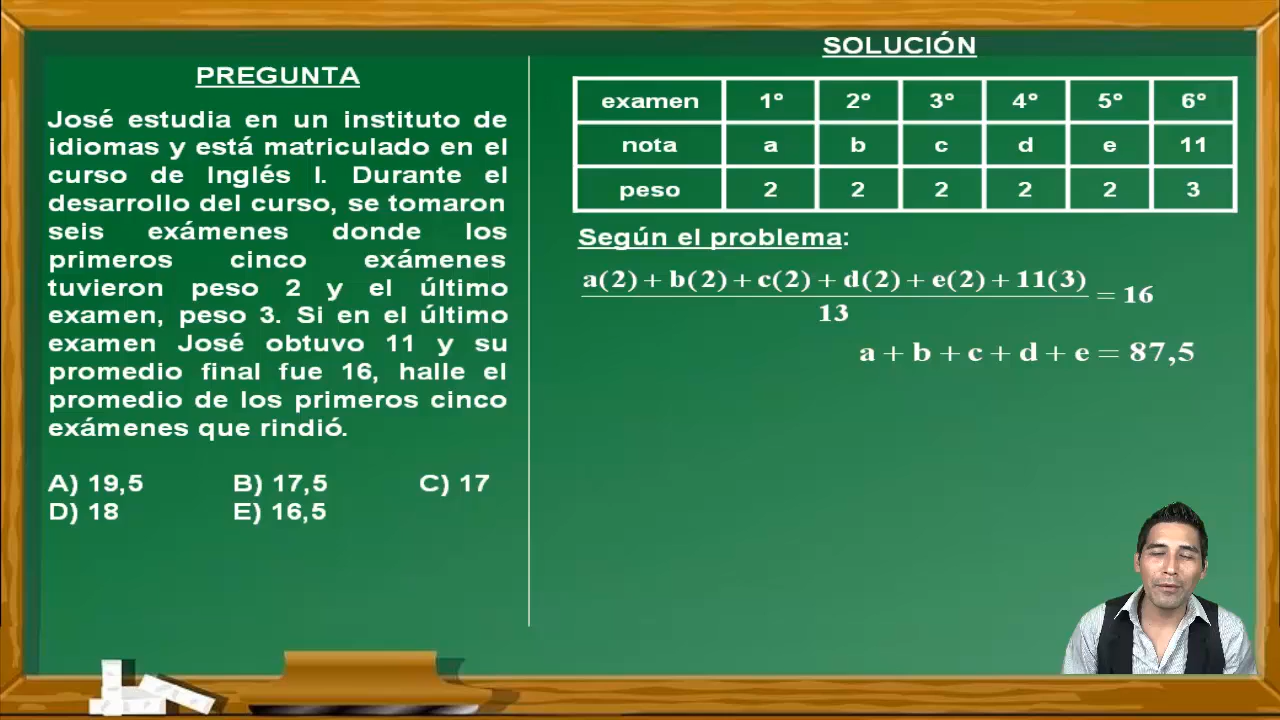 PREGUNTA
José estudia en un instituto de
idiomas y está matriculado en el
curso de Inglés I. Durante el
desarrollo del curso, se tomaron
seis exámenes donde los
primeros cinco exámenes
tuvieron peso 2 y el último
examen, peso 3. Si en el último
examen José obtuvo 11 y su
promedio final fue 16, halle el
promedio de los primeros cinco
exámenes que rindió.
A) 19,5 B) 17,5 C) 17
D) 18 E) 16,5
SOLUCIÓN
examen 1° 2° 3° 4° 5° 6°
nota a b c d e 11
peso 2 2 2 2 2 3
Según el problema:
a(2) + b(2) + c(2) + d(2) + e(2) + 11(3)
= 16
13
a + b + c + d + e = 87,5